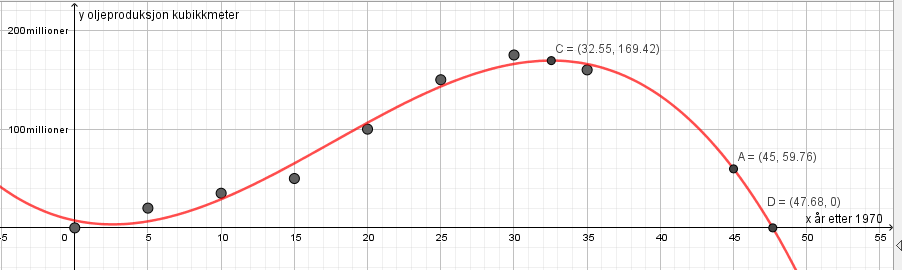 y oljeproduksjon kubikkmeter
200millioner
C = (32.55, 169.42)
100millioner
A = (45, 59.76)
D = (47.68, 0)
x år etter 1970
-5 0 5 10 15 20 25 30 35 40 45 50 55